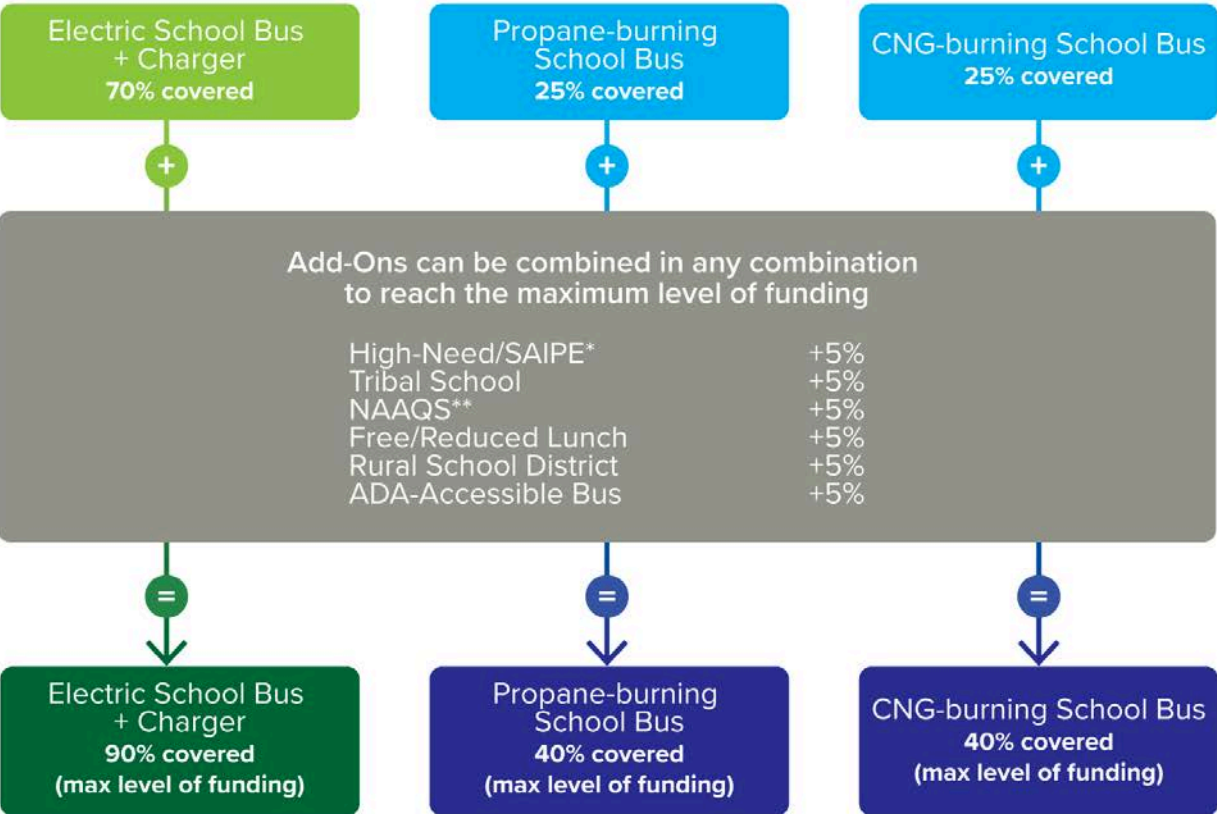 Electric School Bus
+ Charger
70% covered
Propane-burning
School Bus
25% covered
CNG-burning School Bus
25% covered
+
+
+
Add-Ons can be combined in any combination
to reach the maximum level of funding
High-Need/SAIPE* +5%
Tribal School +5%
NAAQS** +5%
Free/Reduced Lunch +5%
Rural School District +5%
ADA-Accessible Bus +5%
=
=
=
Electric School Bus
+ Charger
90% covered
(max level of funding)
Propane-burning
School Bus
40% covered
(max level of funding)
CNG-burning School Bus
40% covered
(max level of funding)